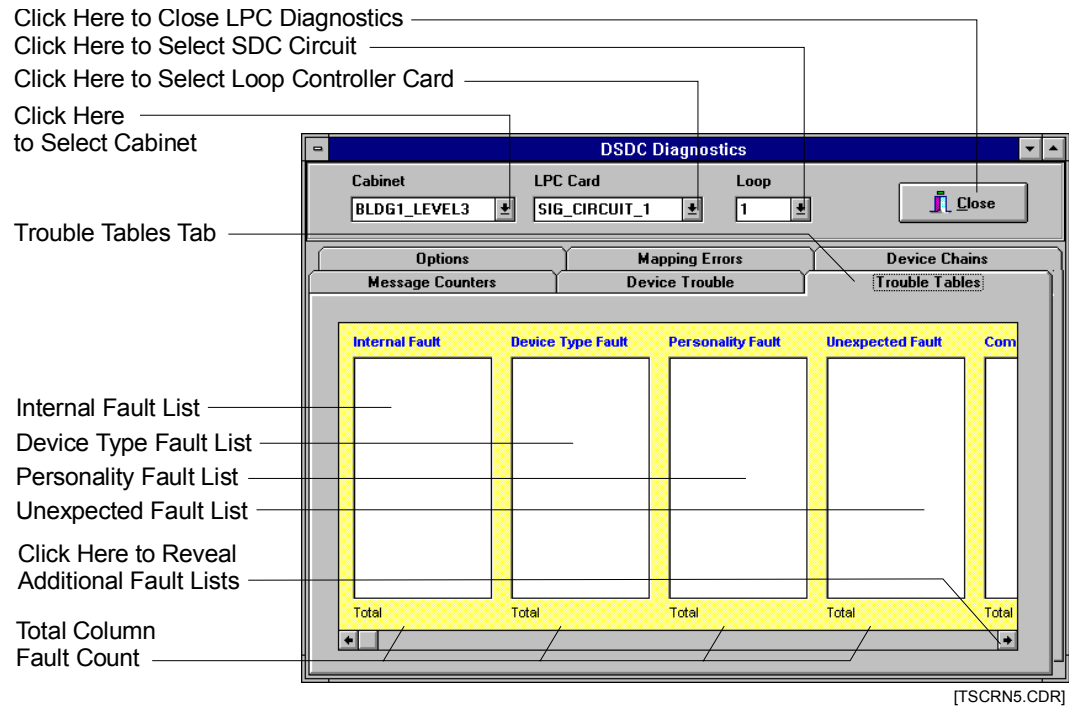 Click Here to Close LPC Diagnostics
Click Here to Select SDC Circuit
Click Here to Select Loop Controller Card
Click Here
to Select Cabinet
DSDC Diagnostics
Cabinet LPC Card Loop
BLDG1_LEVEL3 SIG_CIRCUIT_1 1 Close
Trouble Tables Tab
Options Mapping Errors Device Chains
Message Counters Device Trouble Trouble Tables
Internal Fault Device Type Fault Personality Fault Unexpected Fault Com
Internal Fault List
Device Type Fault List
Personality Fault List
Unexpected Fault List
Click Here to Reveal
Additional Fault Lists
Total Total Total Total Total
Total Column
Fault Count
[TSCRN5.CDR]